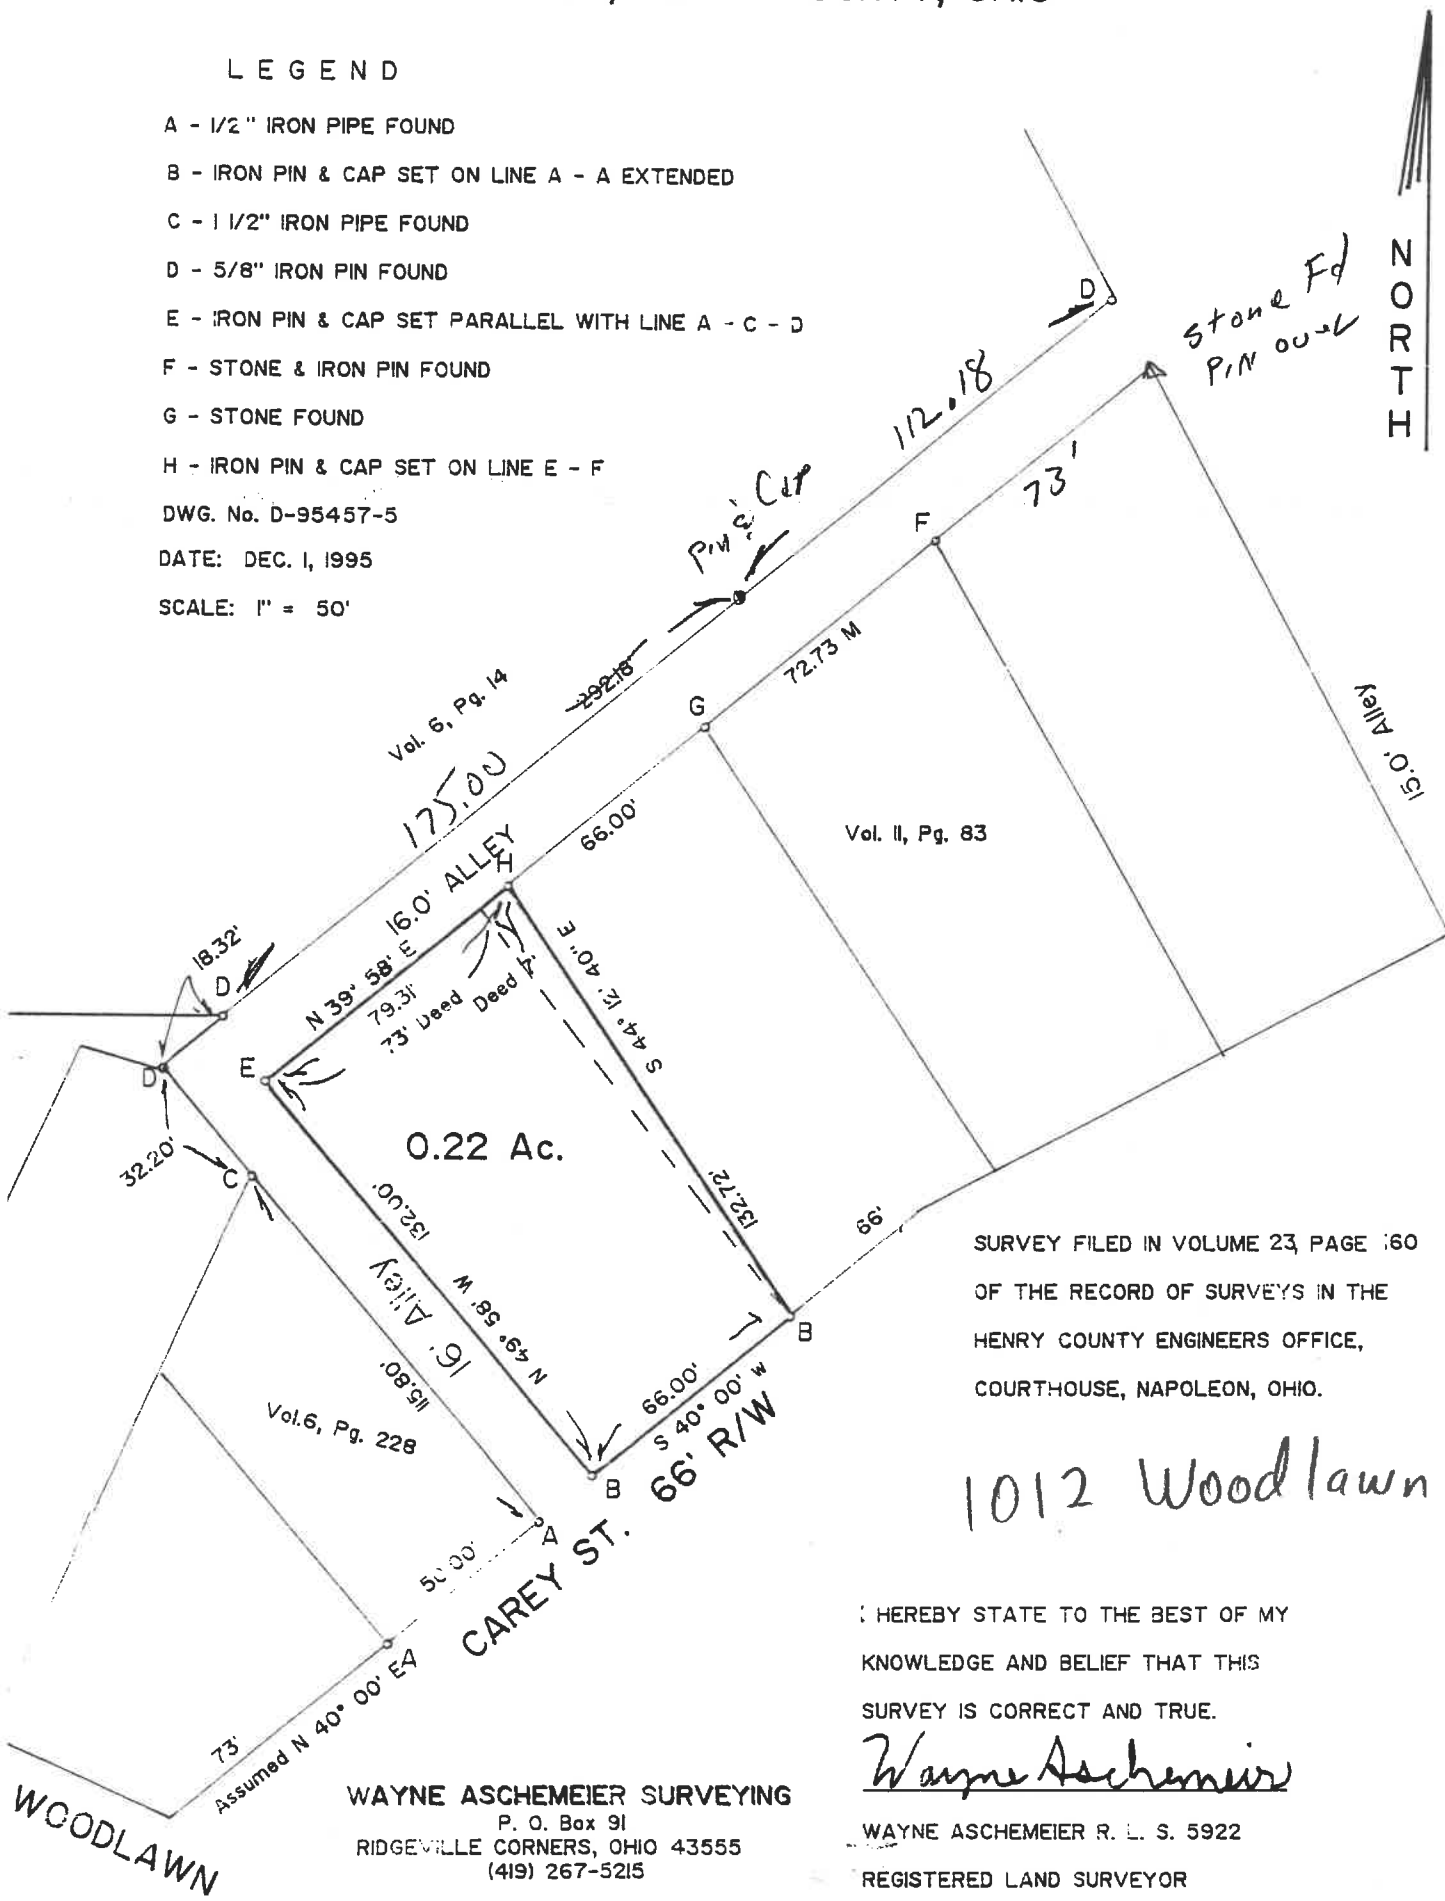 LEGEND
A - 1/2" IRON PIPE FOUND
B - IRON PIN & CAP SET ON LINE A - A EXTENDED
C - 1 1/2" IRON PIPE FOUND
D - 5/8" IRON PIN FOUND
E - IRON PIN & CAP SET PARALLEL WITH LINE A - C - D
F - STONE & IRON PIN FOUND
G - STONE FOUND
H - IRON PIN & CAP SET ON LINE E - F
DWG. No. D-95457-5
DATE: DEC. 1, 1995
SCALE: 1" = 50'
NORTH
D
Stone Fd
PIN over
112.18
73'
Pin & Cap
F
292.18'
72.73 M
Vol. 6, Pg. 14
G
175.00
15.0' Alley
66.00'
Vol. 11, Pg. 83
16.0' ALLEY
H
18.32'
D
N 39° 58' E
79.31'
73' Deed
Deed
S 44° 12' 40" E
D
E
0.22 Ac.
32.20'
C
132.00'
132.72'
66'
16' Alley
N 49° 58' W
115.80'
B
66.00'
S 40° 00' W
Vol.6, Pg. 228
B
66' R/W
A
CAREY ST.
50.00'
A
Assumed N 40° 00' E
73'
WOODLAWN
SURVEY FILED IN VOLUME 23, PAGE 160
OF THE RECORD OF SURVEYS IN THE
HENRY COUNTY ENGINEERS OFFICE,
COURTHOUSE, NAPOLEON, OHIO.
1012 Woodlawn
I HEREBY STATE TO THE BEST OF MY
KNOWLEDGE AND BELIEF THAT THIS
SURVEY IS CORRECT AND TRUE.
Wayne Aschemeier
WAYNE ASCHEMEIER R. L. S. 5922
REGISTERED LAND SURVEYOR
WAYNE ASCHEMEIER SURVEYING
P. O. Box 91
RIDGEVILLE CORNERS, OHIO 43555
(419) 267-5215